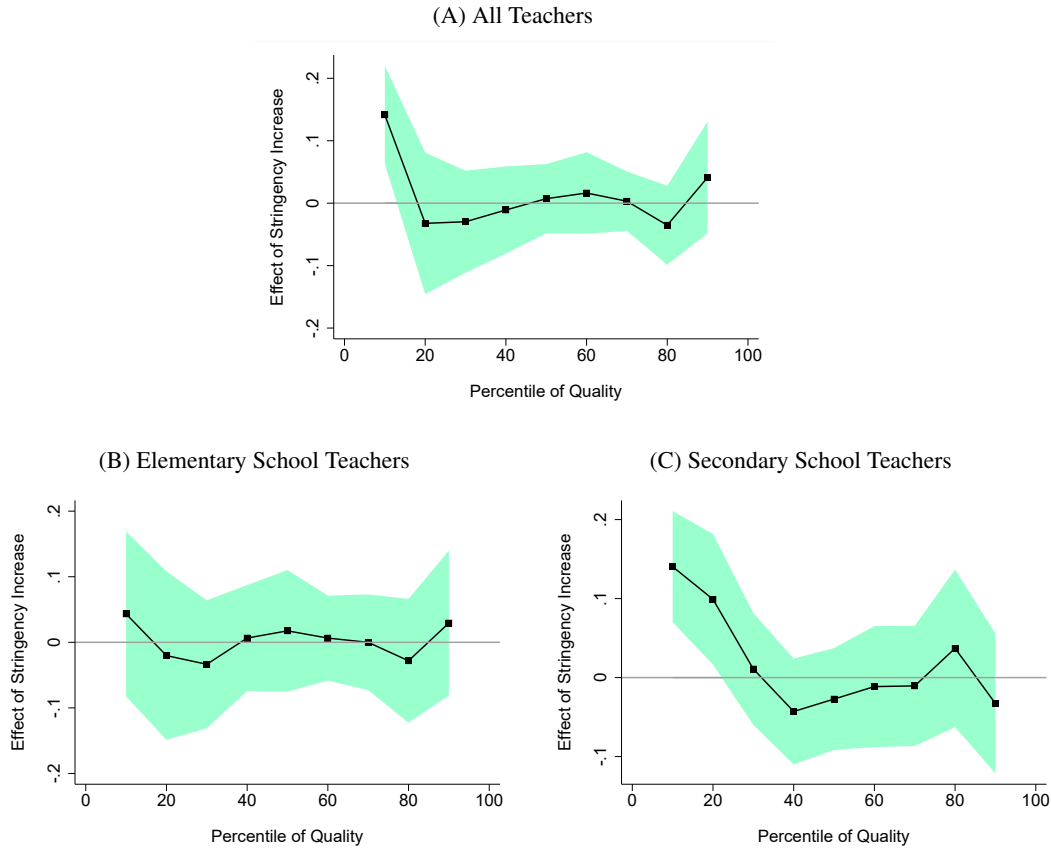 (A) All Teachers
Effect of Stringency Increase
.2
.1
0
-.1
-.2
0 20 40 60 80 100
Percentile of Quality
(B) Elementary School Teachers
Effect of Stringency Increase
.2
.1
0
-.1
-.2
0 20 40 60 80 100
Percentile of Quality
(C) Secondary School Teachers
Effect of Stringency Increase
.2
.1
0
-.1
0 20 40 60 80 100
Percentile of Quality